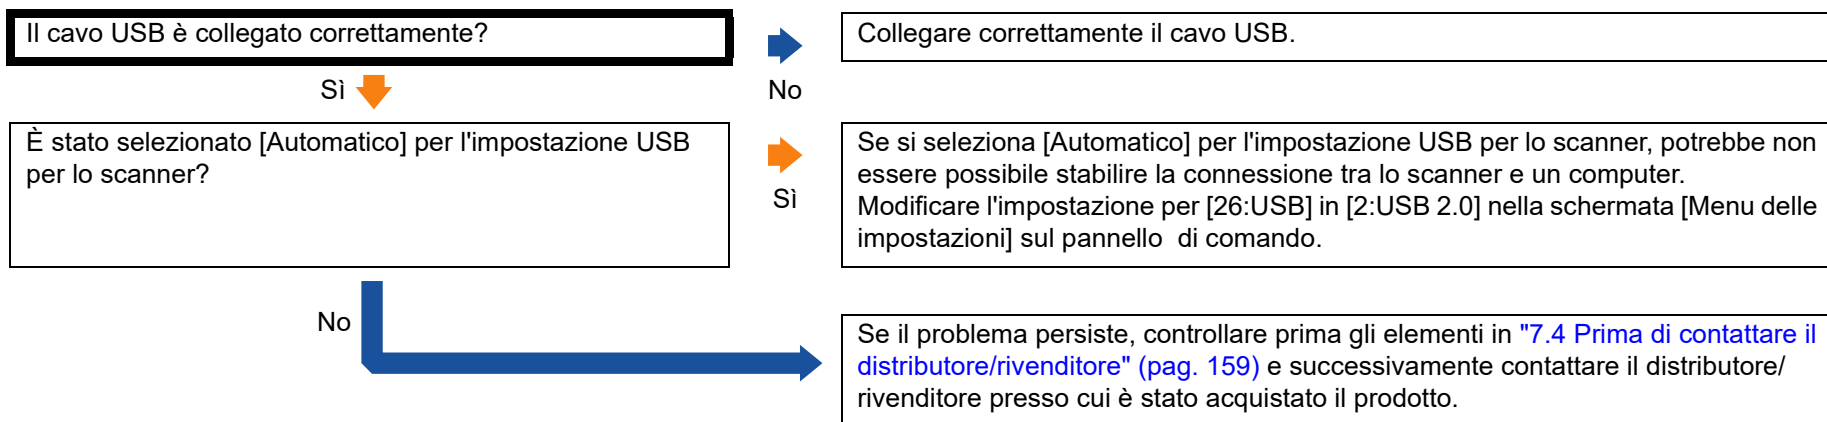 Il cavo USB è collegato correttamente?
Collegare correttamente il cavo USB.
Sì
No
È stato selezionato [Automatico] per l'impostazione USB
per lo scanner?
Sì
Se si seleziona [Automatico] per l'impostazione USB per lo scanner, potrebbe non
essere possibile stabilire la connessione tra lo scanner e un computer.
Modificare l'impostazione per [26:USB] in [2:USB 2.0] nella schermata [Menu delle
impostazioni] sul pannello di comando.
No
Se il problema persiste, controllare prima gli elementi in "7.4 Prima di contattare il
distributore/rivenditore" (pag. 159) e successivamente contattare il distributore/
rivenditore presso cui è stato acquistato il prodotto.